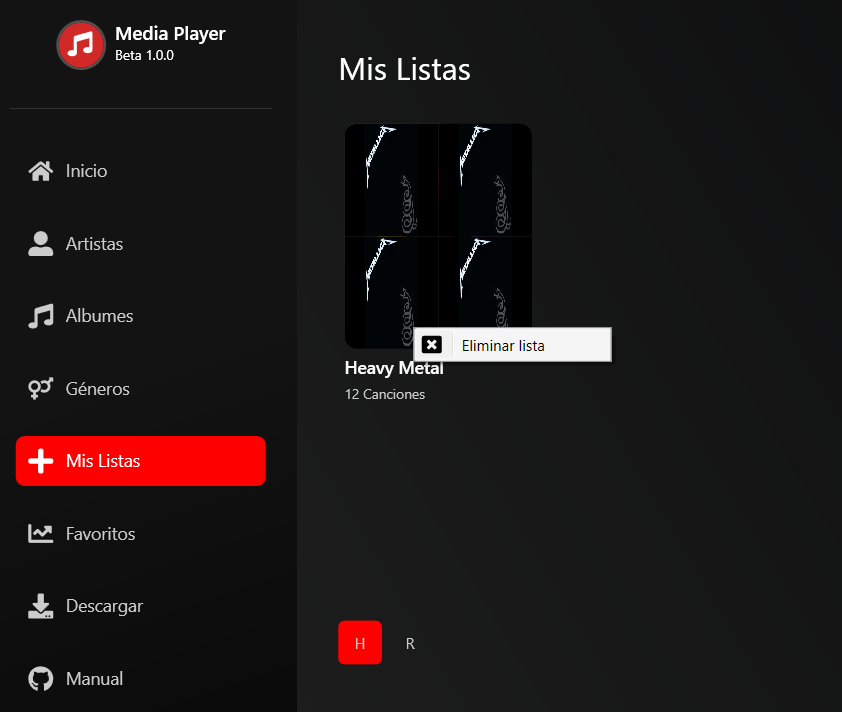 Media Player
Beta 1.0.0
Inicio
Artistas
Albumes
Géneros
Mis Listas
Favoritos
Descargar
Manual
Mis Listas
Eliminar lista
Heavy Metal
12 Canciones
H
R